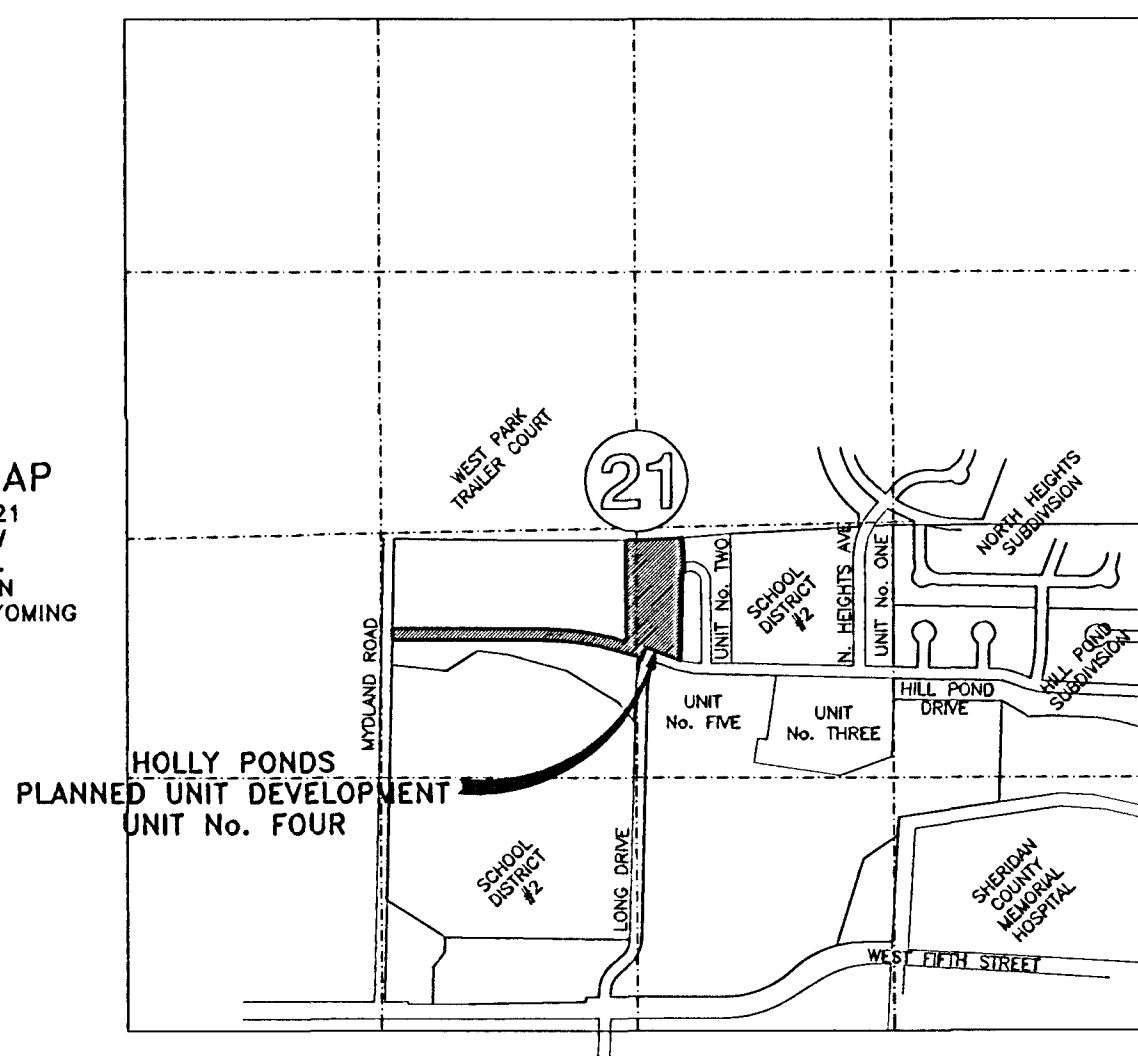 AP
21
N
YOMING
WEST PARK
TRAILER COURT
21
NORTH HEIGHTS
SUBDIVISION
MYDLAND ROAD
UNIT No. TWO
SCHOOL
DISTRICT
#2
N. HEIGHTS AVE
UNIT No. ONE
HILL POND
SUBDIVISION
HILL POND
DRIVE
UNIT
No. FIVE
UNIT
No. THREE
HOLLY PONDS
PLANNED UNIT DEVELOPMENT
UNIT No. FOUR
SCHOOL
DISTRICT
#2
LONG DRIVE
SHERIDAN
COUNTY
MEMORIAL
HOSPITAL
WEST FIFTH STREET